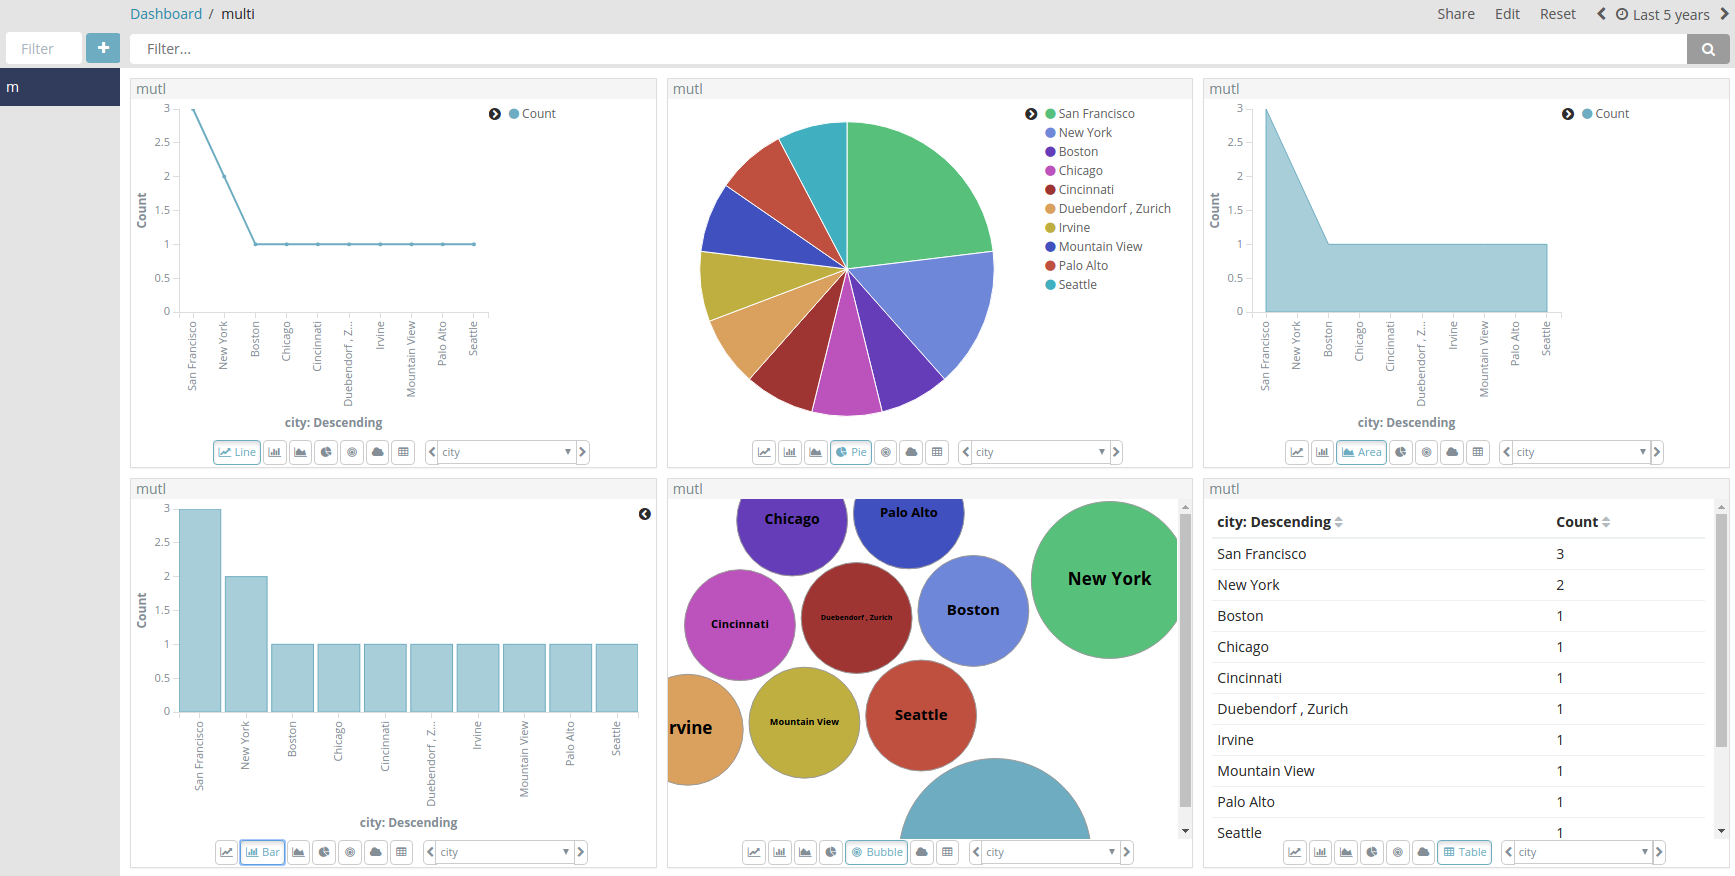 Dashboard / multi
Share Edit Reset Last 5 years
Filter
Filter...
m
mutl
Count
3
2.5
2
1.5
1
0.5
0
Count
San Francisco
New York
Boston
Chicago
Cincinnati
Duebendorf , Z...
Irvine
Mountain View
Palo Alto
Seattle
city: Descending
Line
city
mutl
San Francisco
New York
Boston
Chicago
Cincinnati
Duebendorf , Zurich
Irvine
Mountain View
Palo Alto
Seattle
Pie
city
mutl
Count
3
2.5
2
1.5
1
0.5
0
Count
San Francisco
New York
Boston
Chicago
Cincinnati
Duebendorf , Z...
Irvine
Mountain View
Palo Alto
Seattle
city: Descending
Area
city
mutl
3
2.5
2
1.5
1
0.5
0
Count
San Francisco
New York
Boston
Chicago
Cincinnati
Duebendorf , Z...
Irvine
Mountain View
Palo Alto
Seattle
city: Descending
Bar
city
mutl
Chicago
Palo Alto
New York
Cincinnati
Duebendorf , Zurich
Boston
rvine
Mountain View
Seattle
Bubble
city
mutl
city: Descending Count
San Francisco 3
New York 2
Boston 1
Chicago 1
Cincinnati 1
Duebendorf , Zurich 1
Irvine 1
Mountain View 1
Palo Alto 1
Seattle 1
Table
city